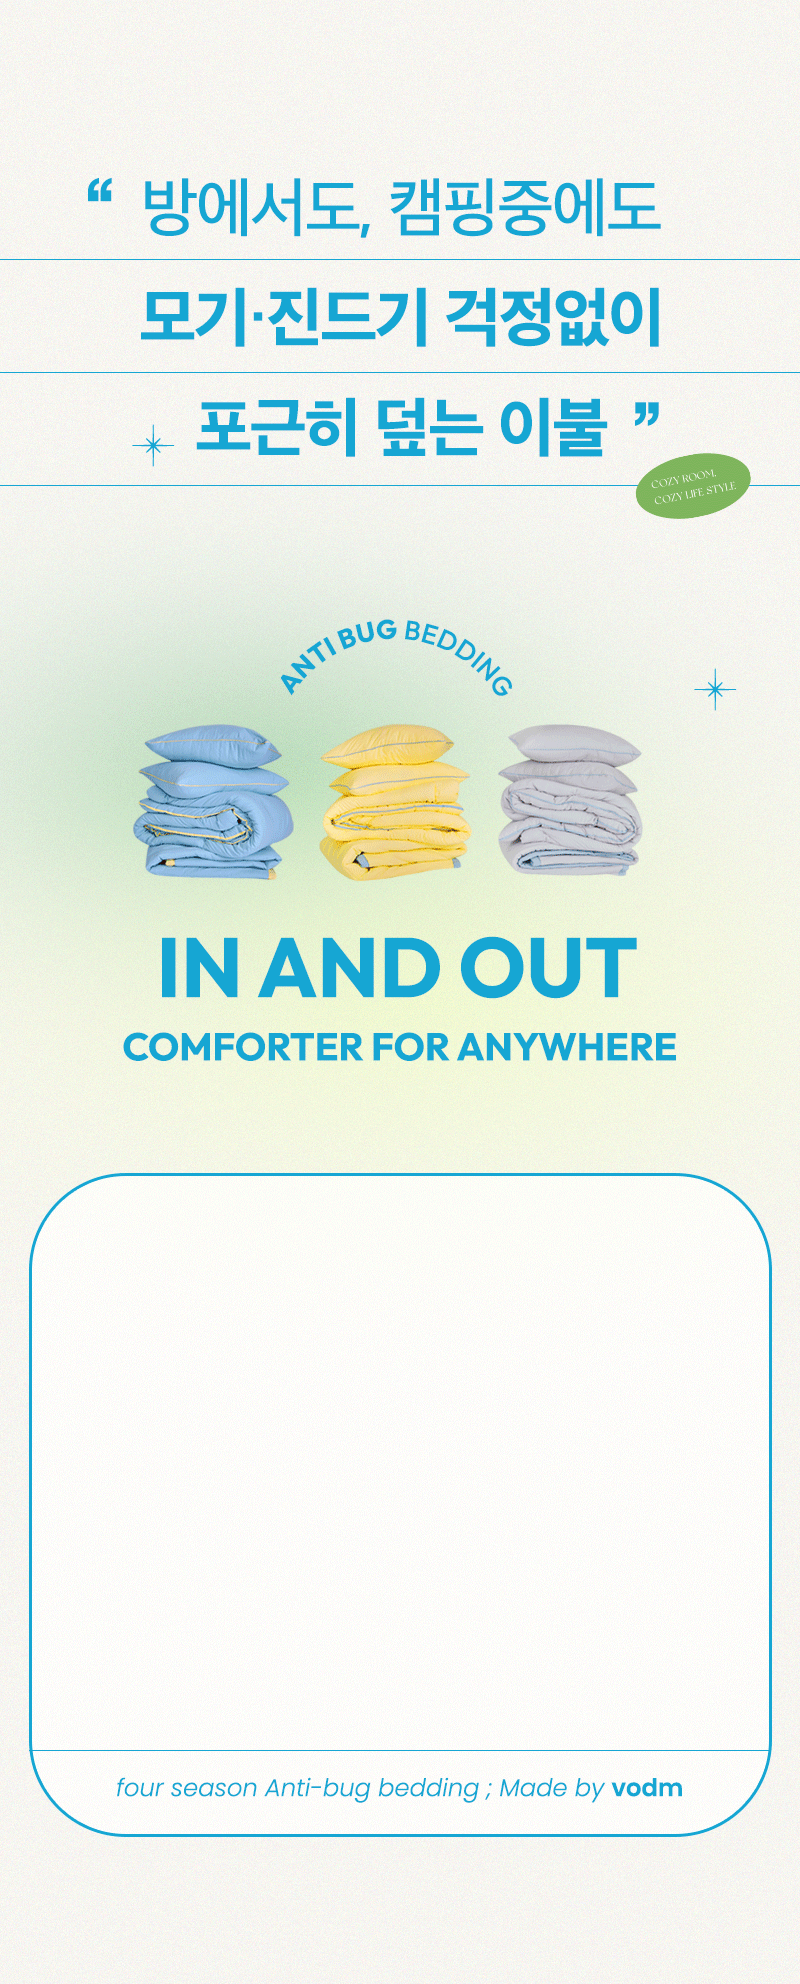 “ 방에서도, 캠핑중에도
모기·진드기 걱정없이
포근히 덮는 이불 ”
COZY ROOM,
COZY LIFE STYLE
ANTI BUG BEDDING
IN AND OUT
COMFORTER FOR ANYWHERE
four season Anti-bug bedding ; Made by vodm